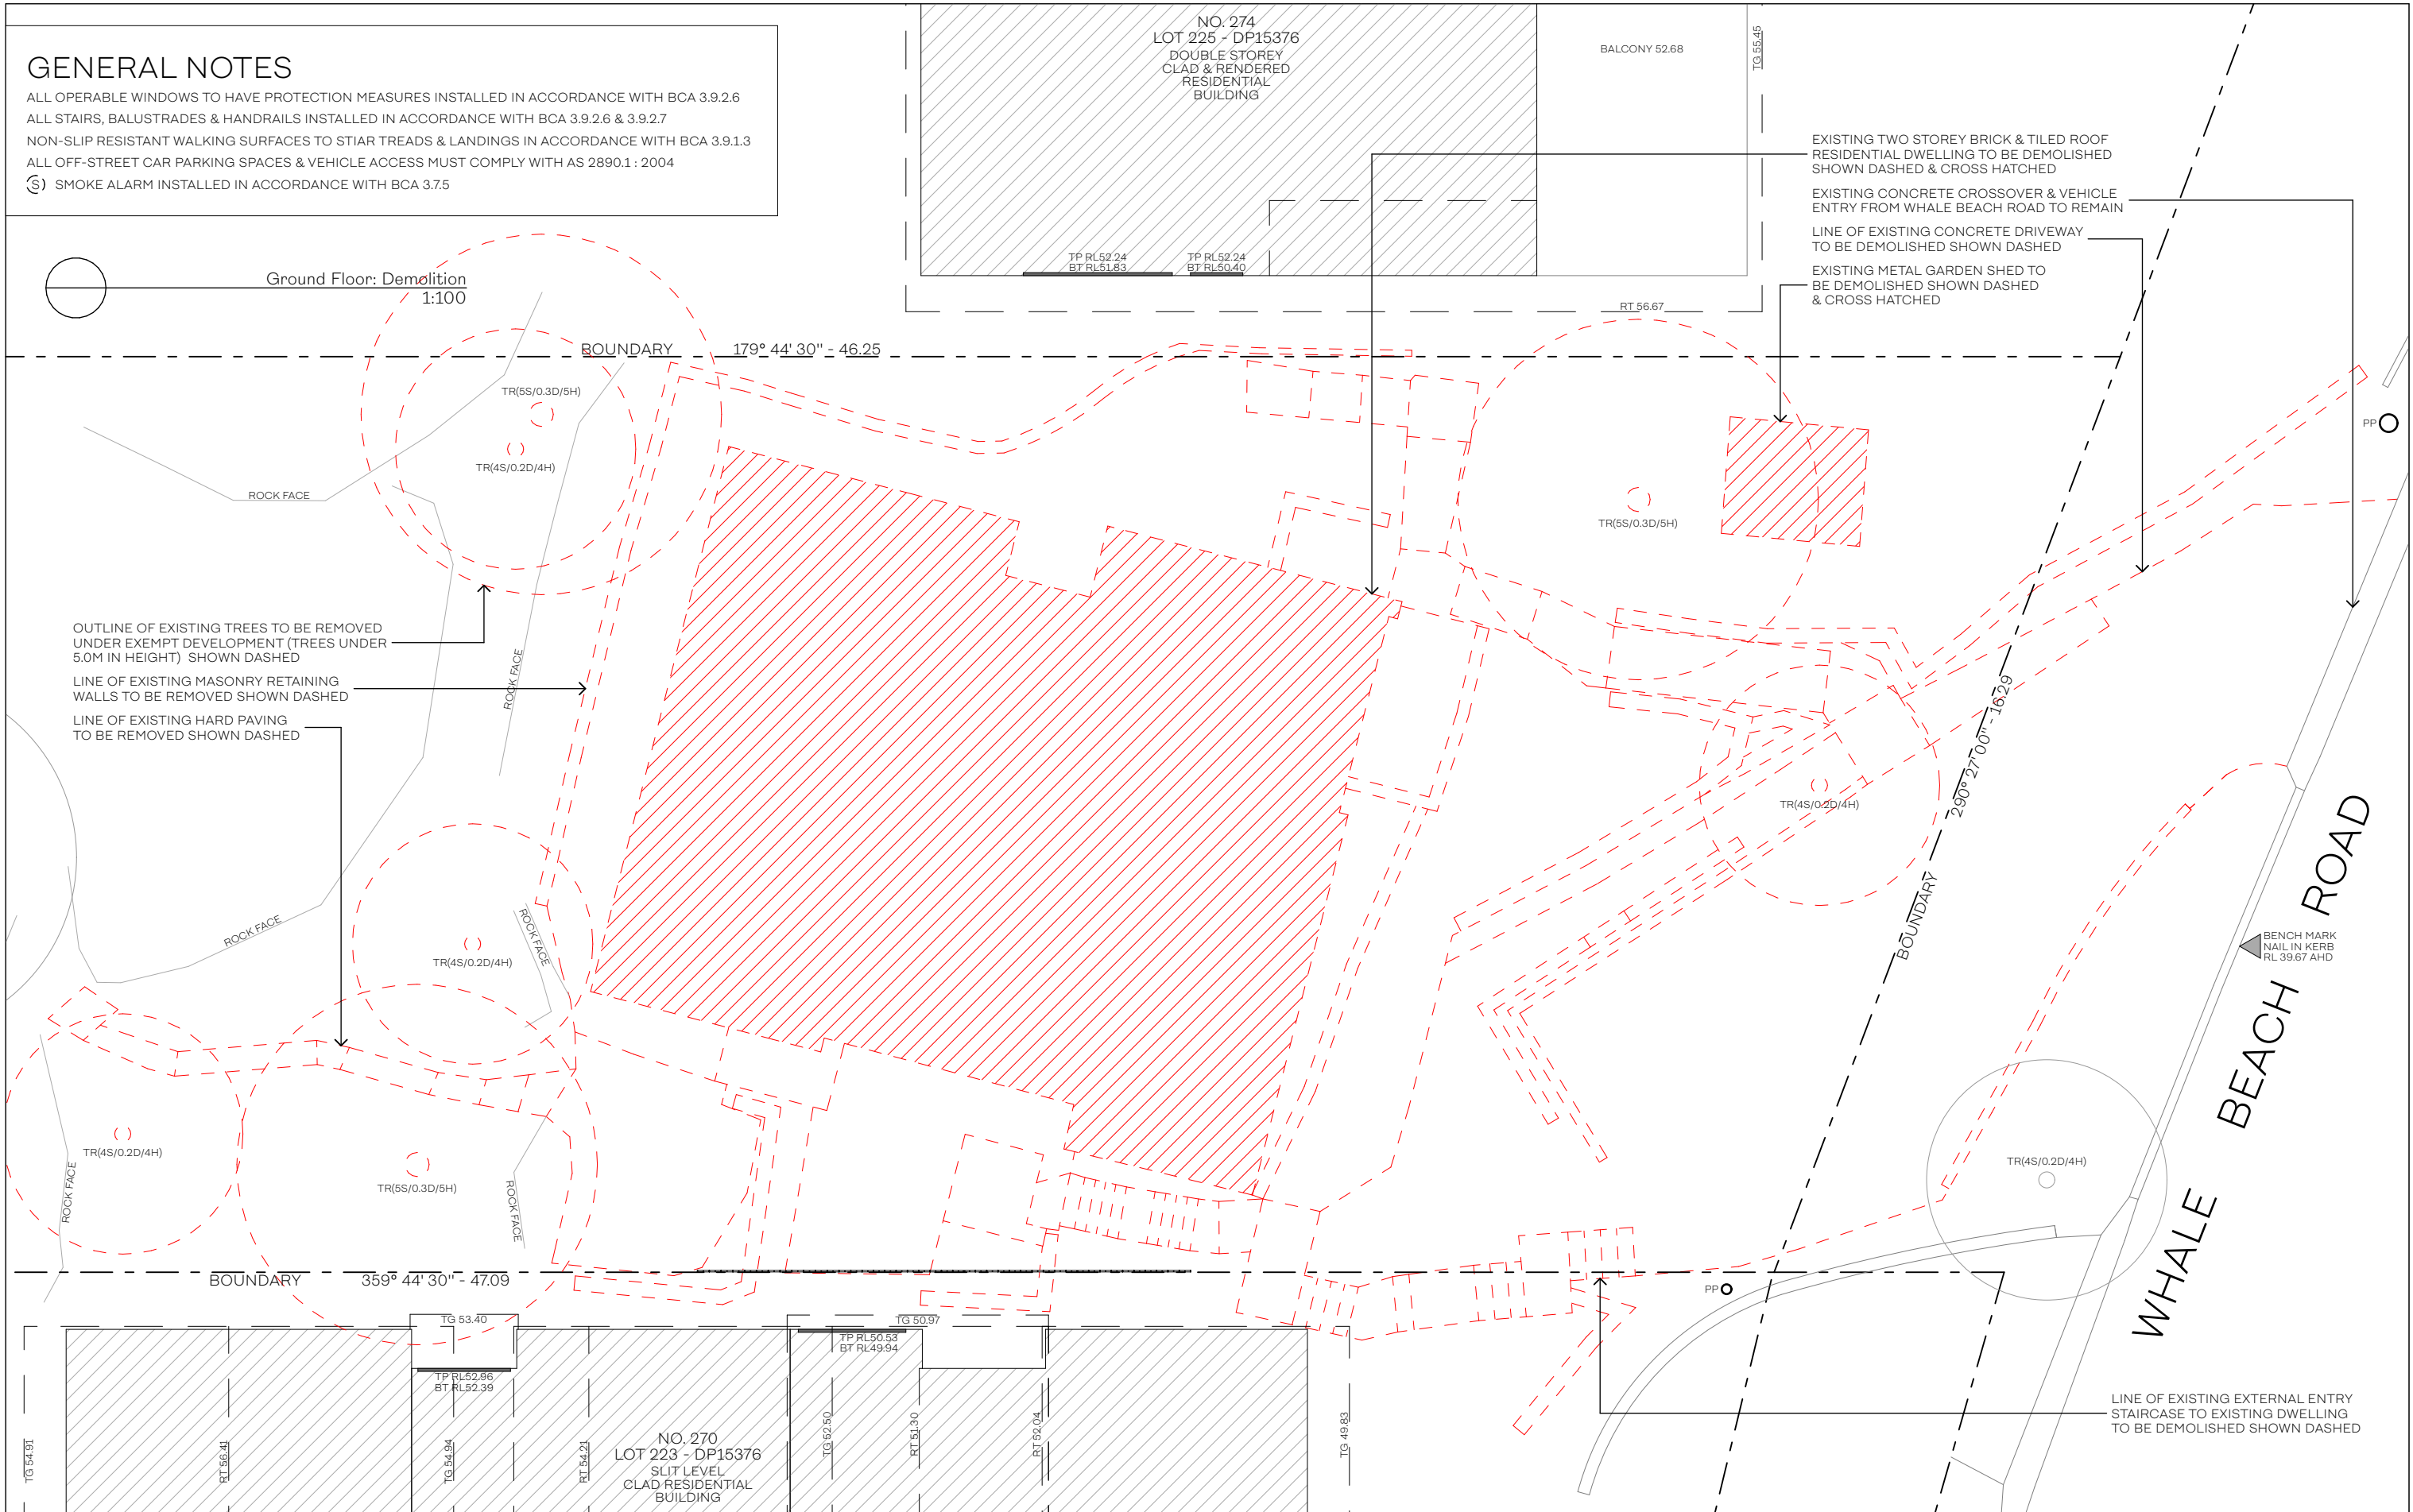 GENERAL NOTES
ALL OPERABLE WINDOWS TO HAVE PROTECTION MEASURES INSTALLED IN ACCORDANCE WITH BCA 3.9.2.6
ALL STAIRS, BALUSTRADES & HANDRAILS INSTALLED IN ACCORDANCE WITH BCA 3.9.2.6 & 3.9.2.7
NON-SLIP RESISTANT WALKING SURFACES TO STIAR TREADS & LANDINGS IN ACCORDANCE WITH BCA 3.9.1.3
ALL OFF-STREET CAR PARKING SPACES & VEHICLE ACCESS MUST COMPLY WITH AS 2890.1 : 2004
(S) SMOKE ALARM INSTALLED IN ACCORDANCE WITH BCA 3.7.5
Ground Floor: Demolition
1:100
NO. 274
LOT 225 - DP15376
DOUBLE STOREY
CLAD & RENDERED
RESIDENTIAL
BUILDING
BALCONY 52.68
TG 55.45
TP RL52.24
BT RL51.83
TP RL52.24
BT RL50.40
RT 56.67
EXISTING TWO STOREY BRICK & TILED ROOF
RESIDENTIAL DWELLING TO BE DEMOLISHED
SHOWN DASHED & CROSS HATCHED
EXISTING CONCRETE CROSSOVER & VEHICLE
ENTRY FROM WHALE BEACH ROAD TO REMAIN
LINE OF EXISTING CONCRETE DRIVEWAY
TO BE DEMOLISHED SHOWN DASHED
EXISTING METAL GARDEN SHED TO
BE DEMOLISHED SHOWN DASHED
& CROSS HATCHED
BOUNDARY 179° 44' 30" - 46.25
TR(5S/0.3D/5H)
TR(4S/0.2D/4H)
ROCK FACE
TR(5S/0.3D/5H)
PP
OUTLINE OF EXISTING TREES TO BE REMOVED
UNDER EXEMPT DEVELOPMENT (TREES UNDER
5.0M IN HEIGHT) SHOWN DASHED
LINE OF EXISTING MASONRY RETAINING
WALLS TO BE REMOVED SHOWN DASHED
LINE OF EXISTING HARD PAVING
TO BE REMOVED SHOWN DASHED
ROCK FACE
TR(4S/0.2D/4H)
BOUNDARY 290° 27' 00" - 16.29
ROCK FACE
ROCK FACE
TR(4S/0.2D/4H)
BENCH MARK
NAIL IN KERB
RL 39.67 AHD
WHALE BEACH ROAD
TR(4S/0.2D/4H)
TR(5S/0.3D/5H)
ROCK FACE
ROCK FACE
TR(4S/0.2D/4H)
BOUNDARY 359° 44' 30" - 47.09
PP
TG 53.40
TG 50.97
TP RL50.53
BT RL49.94
TP RL52.96
BT RL52.39
TG 54.91
RT 56.41
TG 54.94
RT 54.21
NO. 270
LOT 223 - DP15376
SLIT LEVEL
CLAD RESIDENTIAL
BUILDING
TG 52.50
RT 51.30
RT 52.04
TG 49.83
LINE OF EXISTING EXTERNAL ENTRY
STAIRCASE TO EXISTING DWELLING
TO BE DEMOLISHED SHOWN DASHED